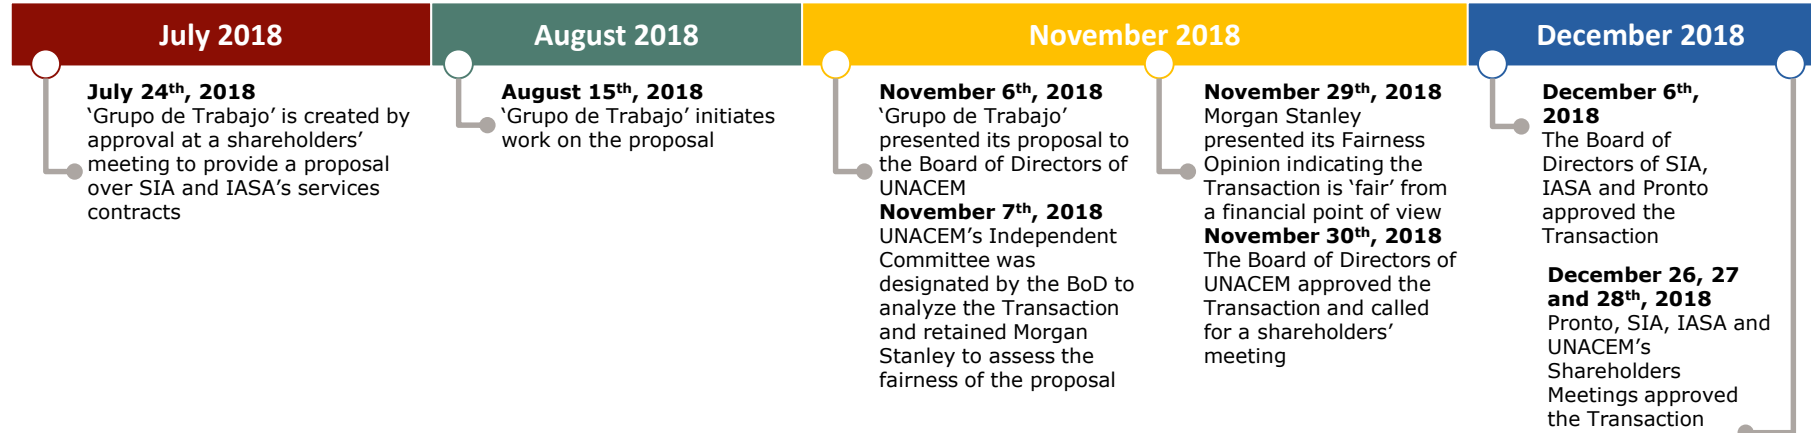 July 2018
August 2018
November 2018
December 2018
July 24th, 2018
‘Grupo de Trabajo’ is created by
approval at a shareholders’
meeting to provide a proposal
over SIA and IASA’s services
contracts
August 15th, 2018
‘Grupo de Trabajo’ initiates
work on the proposal
November 6th, 2018
‘Grupo de Trabajo’
presented its proposal to
the Board of Directors of
UNACEM
November 7th, 2018
UNACEM’s Independent
Committee was
designated by the BoD to
analyze the Transaction
and retained Morgan
Stanley to assess the
fairness of the proposal
November 29th, 2018
Morgan Stanley
presented its Fairness
Opinion indicating the
Transaction is ‘fair’ from
a financial point of view
November 30th, 2018
The Board of Directors of
UNACEM approved the
Transaction and called
for a shareholders’
meeting
December 6th,
2018
The Board of
Directors of SIA,
IASA and Pronto
approved the
Transaction
December 26, 27
and 28th, 2018
Pronto, SIA, IASA and
UNACEM’s
Shareholders
Meetings approved
the Transaction